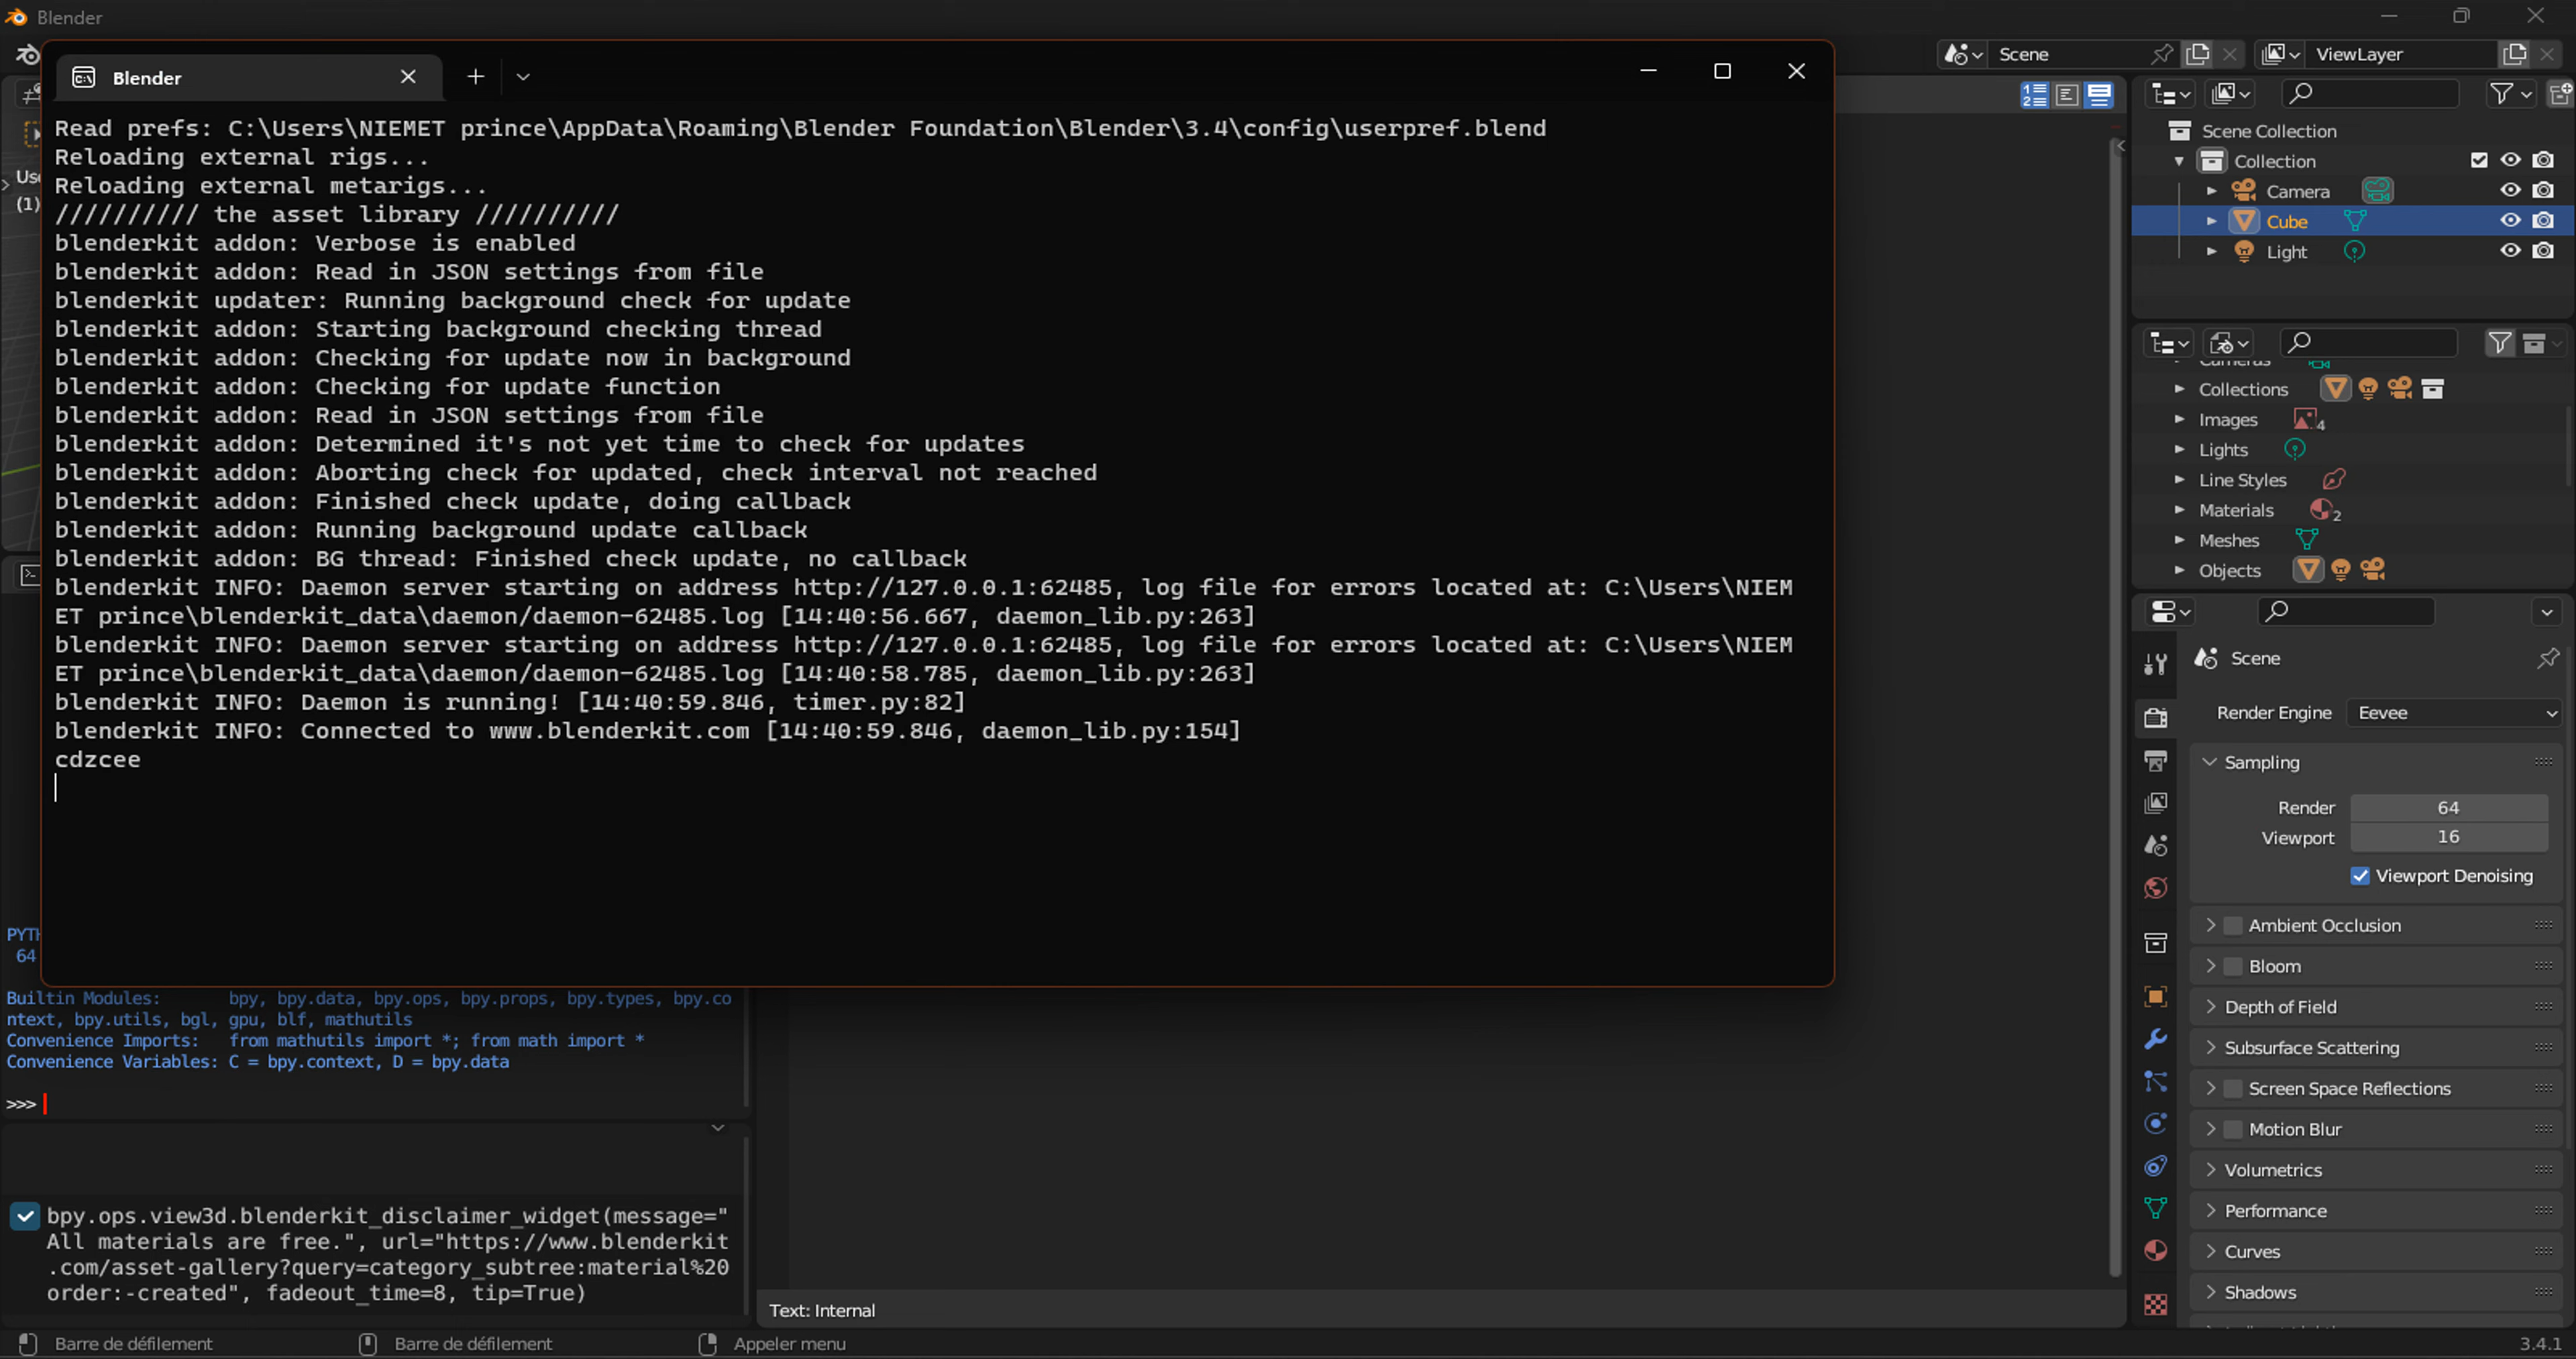 Blender
Scene
ViewLayer
Blender
Read prefs: C:\Users\NIEMET prince\AppData\Roaming\Blender Foundation\Blender\3.4\config\userpref.blend
Reloading external rigs...
Reloading external metarigs...
////////// the asset library //////////
blenderkit addon: Verbose is enabled
blenderkit addon: Read in JSON settings from file
blenderkit updater: Running background check for update
blenderkit addon: Starting background checking thread
blenderkit addon: Checking for update now in background
blenderkit addon: Checking for update function
blenderkit addon: Read in JSON settings from file
blenderkit addon: Determined it's not yet time to check for updates
blenderkit addon: Aborting check for updated, check interval not reached
blenderkit addon: Finished check update, doing callback
blenderkit addon: Running background update callback
blenderkit addon: BG thread: Finished check update, no callback
blenderkit INFO: Daemon server starting on address http://127.0.0.1:62485, log file for errors located at: C:\Users\NIEM
ET prince\blenderkit_data\daemon/daemon-62485.log [14:40:56.667, daemon_lib.py:263]
blenderkit INFO: Daemon server starting on address http://127.0.0.1:62485, log file for errors located at: C:\Users\NIEM
ET prince\blenderkit_data\daemon/daemon-62485.log [14:40:58.785, daemon_lib.py:263]
blenderkit INFO: Daemon is running! [14:40:59.846, timer.py:82]
blenderkit INFO: Connected to www.blenderkit.com [14:40:59.846, daemon_lib.py:154]
cdzcee
Use
(1)
PYTH
64
Builtin Modules: bpy, bpy.data, bpy.ops, bpy.props, bpy.types, bpy.co
ntext, bpy.utils, bgl, gpu, blf, mathutils
Convenience Imports: from mathutils import *; from math import *
Convenience Variables: C = bpy.context, D = bpy.data
>>>
bpy.ops.view3d.blenderkit_disclaimer_widget(message="
All materials are free.", url="https://www.blenderkit
.com/asset-gallery?query=category_subtree:material%20
order:-created", fadeout_time=8, tip=True)
Text: Internal
Scene Collection
Collection
Camera
Cube
Light
Cameras
Collections
Images 4
Lights
Line Styles
Materials 2
Meshes
Objects
Scene
Render Engine Eevee
Sampling
Render 64
Viewport 16
Viewport Denoising
Ambient Occlusion
Bloom
Depth of Field
Subsurface Scattering
Screen Space Reflections
Motion Blur
Volumetrics
Performance
Curves
Shadows
Barre de défilement
Barre de défilement
Appeler menu
3.4.1